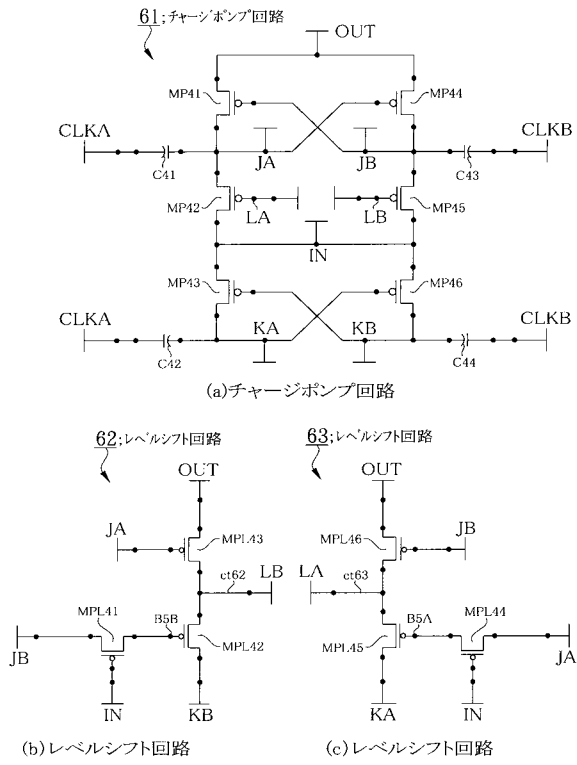 61;チャージポンプ回路
OUT
MP41
MP44
CLKA
CLKB
C41
JA
JB
C43
MP42
LA
LB
MP45
IN
MP43
MP46
CLKA
KA
KB
CLKB
C42
C44
(a)チャージポンプ回路
62;レベルシフト回路
OUT
JA
MPL43
ct62
LB
MPL41
B5B
MPL42
JB
IN
KB
(b)レベルシフト回路
63;レベルシフト回路
OUT
MPL46
JB
LA
ct63
MPL45
B5A
MPL44
JA
KA
IN
(c)レベルシフト回路